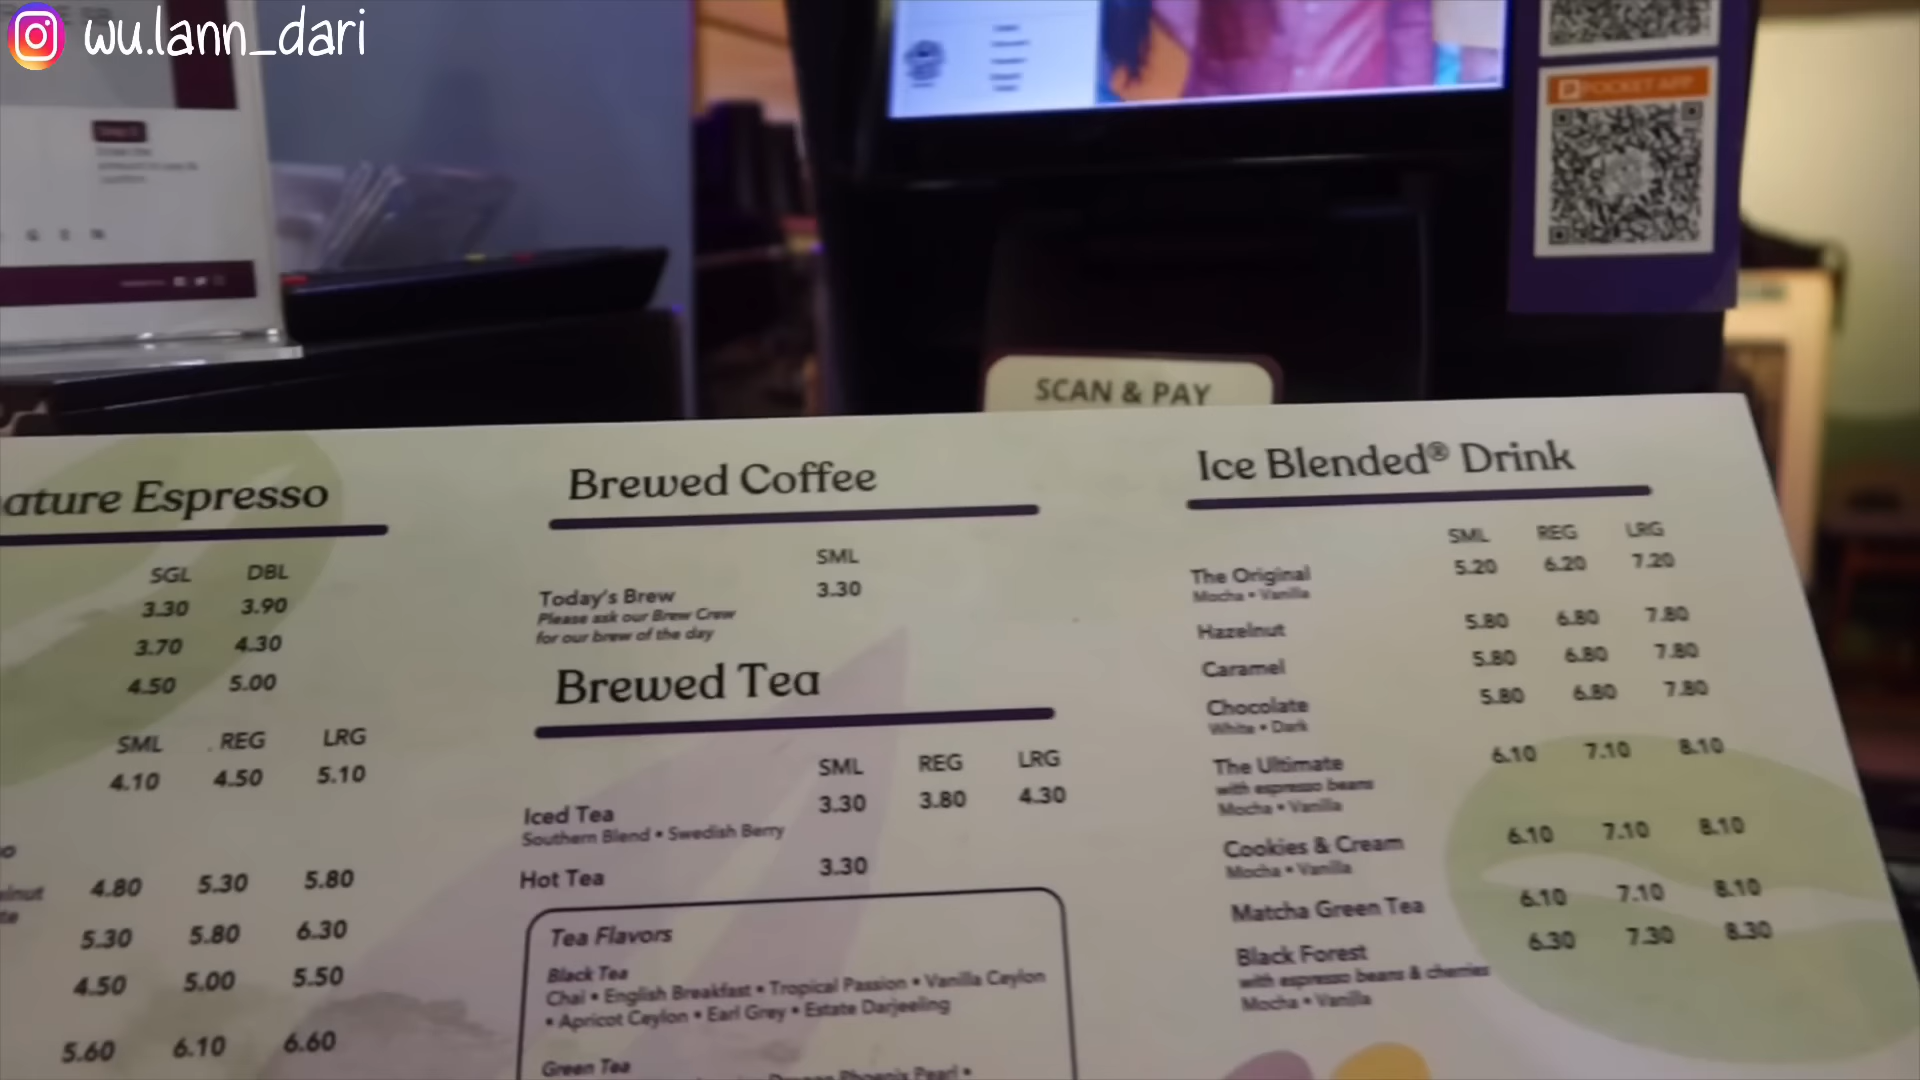 wu.lann_dari
POCKET APP
SCAN & PAY
ature Espresso
SGL DBL
3.30 3.90
3.70 4.30
4.50 5.00
SML REG LRG
4.10 4.50 5.10
4.80 5.30 5.80
5.30 5.80 6.30
4.50 5.00 5.50
5.60 6.10 6.60
Brewed Coffee
SML
Today's Brew 3.30
Please ask our Brew Crew
for our brew of the day
Brewed Tea
SML REG LRG
Iced Tea 3.30 3.80 4.30
Southern Blend • Swedish Berry
Hot Tea 3.30
Tea Flavors
Black Tea
Chai • English Breakfast • Tropical Passion • Vanilla Ceylon
• Apricot Ceylon • Earl Grey • Estate Darjeeling
Green Tea
Dragon Phoenix Pearl •
Ice Blended® Drink
SML REG LRG
The Original 5.20 6.20 7.20
Mocha • Vanilla
Hazelnut 5.80 6.80 7.80
Caramel 5.80 6.80 7.80
Chocolate 5.80 6.80 7.80
White • Dark
The Ultimate 6.10 7.10 8.10
with espresso beans
Mocha • Vanilla
Cookies & Cream 6.10 7.10 8.10
Mocha • Vanilla
Matcha Green Tea 6.10 7.10 8.10
Black Forest 6.30 7.30 8.30
with espresso beans & cherries
Mocha • Vanilla